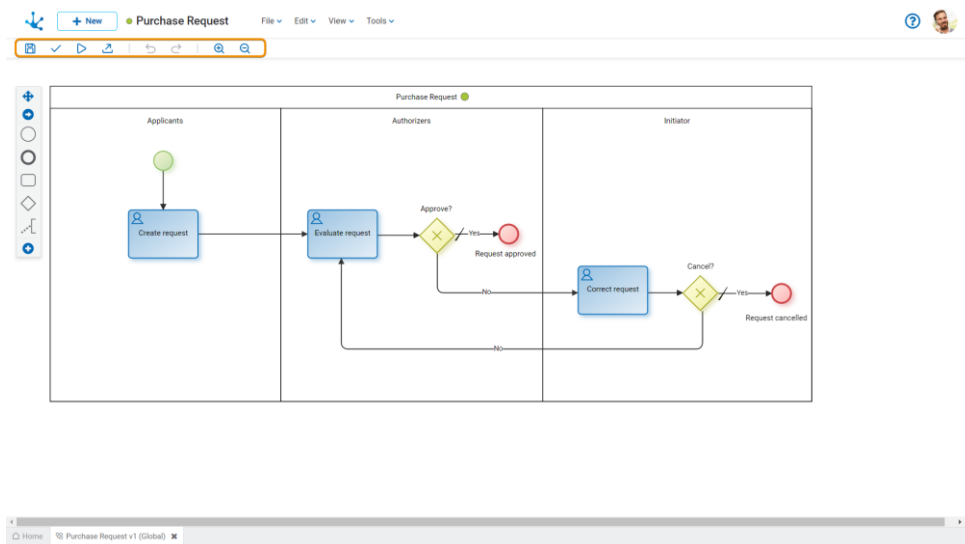 + New
Purchase Request
File
Edit
View
Tools
Purchase Request
Applicants
Authorizers
Initiator
Create request
Evaluate request
Approve?
Yes
Request approved
No
Correct request
Cancel?
Yes
Request cancelled
No
Home
Purchase Request v1 (Global)